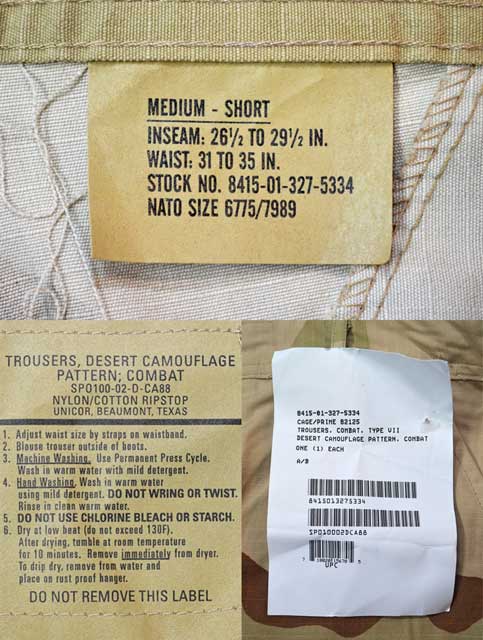 MEDIUM - SHORT
INSEAM: 26½ TO 29½ IN.
WAIST: 31 TO 35 IN.
STOCK NO. 8415-01-327-5334
NATO SIZE 6775/7989
TROUSERS, DESERT CAMOUFLAGE
PATTERN; COMBAT
SPO100-02-D-CA88
NYLON/COTTON RIPSTOP
UNICOR, BEAUMONT, TEXAS
1. Adjust waist size by straps on waistband.
2. Blouse trouser outside of boots.
3. Machine Washing. Use Permanent Press Cycle.
Wash in warm water with mild detergent.
4. Hand Washing. Wash in warm water
using mild detergent. DO NOT WRING OR TWIST.
Rinse in clean warm water.
5. DO NOT USE CHLORINE BLEACH OR STARCH.
6. Dry at low heat (do not exceed 130F).
After drying, tumble at room temperature
for 10 minutes. Remove immediately from dryer.
To drip dry, remove from water and
place on rust proof hanger.
DO NOT REMOVE THIS LABEL
8415-01-327-5334
CAGE/PRIME 82125
TROUSERS, COMBAT, TYPE VII
DESERT CAMOUFLAGE PATTERN, COMBAT
ONE (1) EACH
A/B
8415013275334
SPO10002DCA88
UPC